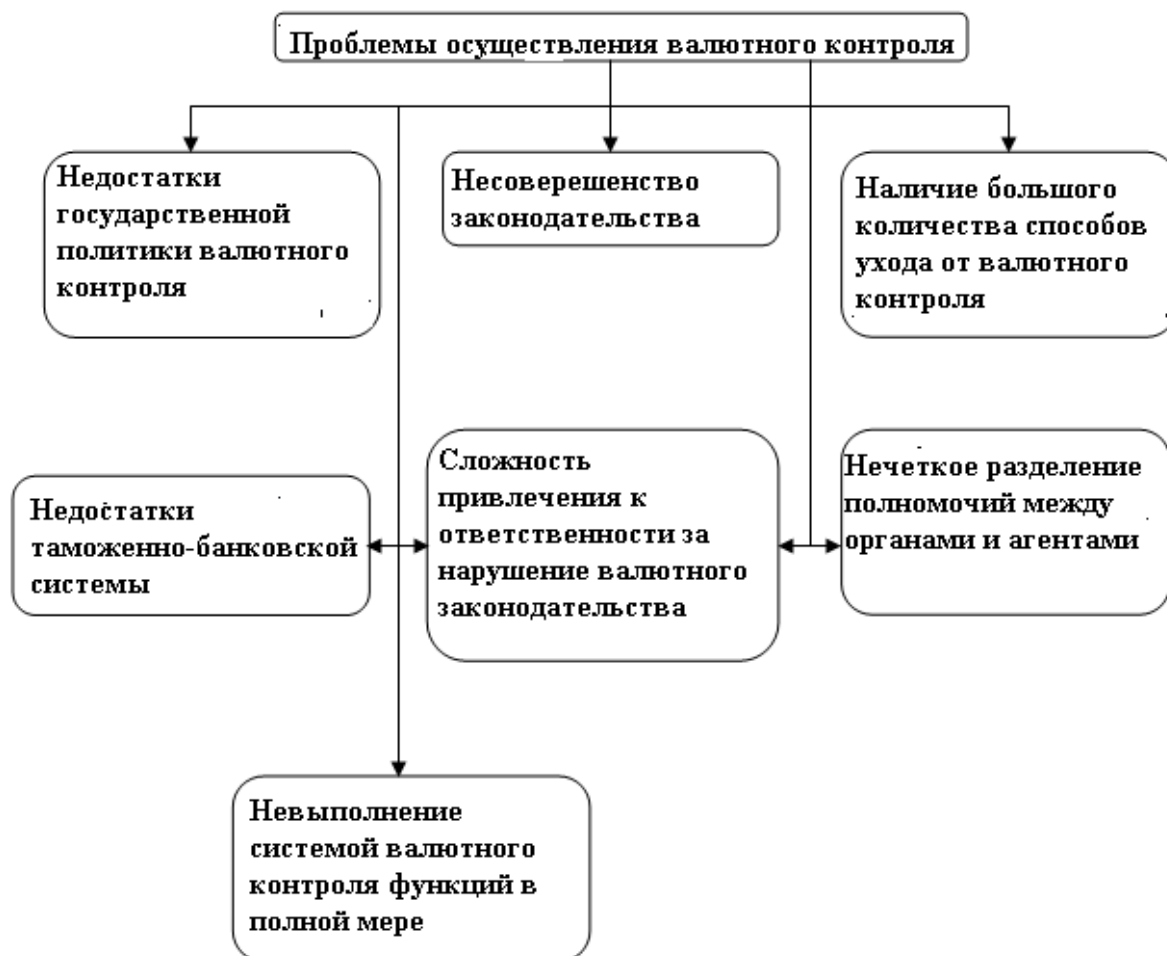 Проблемы осуществления валютного контроля
Недостатки
государственной
политики валютного
контроля
Несоверешенство
законодательства
Наличие большого
количества способов
ухода от валютного
контроля
Недостатки
таможенно-банковской
системы
Сложность
привлечения к
ответственности за
нарушение валютного
законодательства
Нечеткое разделение
полномочий между
органами и агентами
Невыполнение
системой валютного
контроля функций в
полной мере